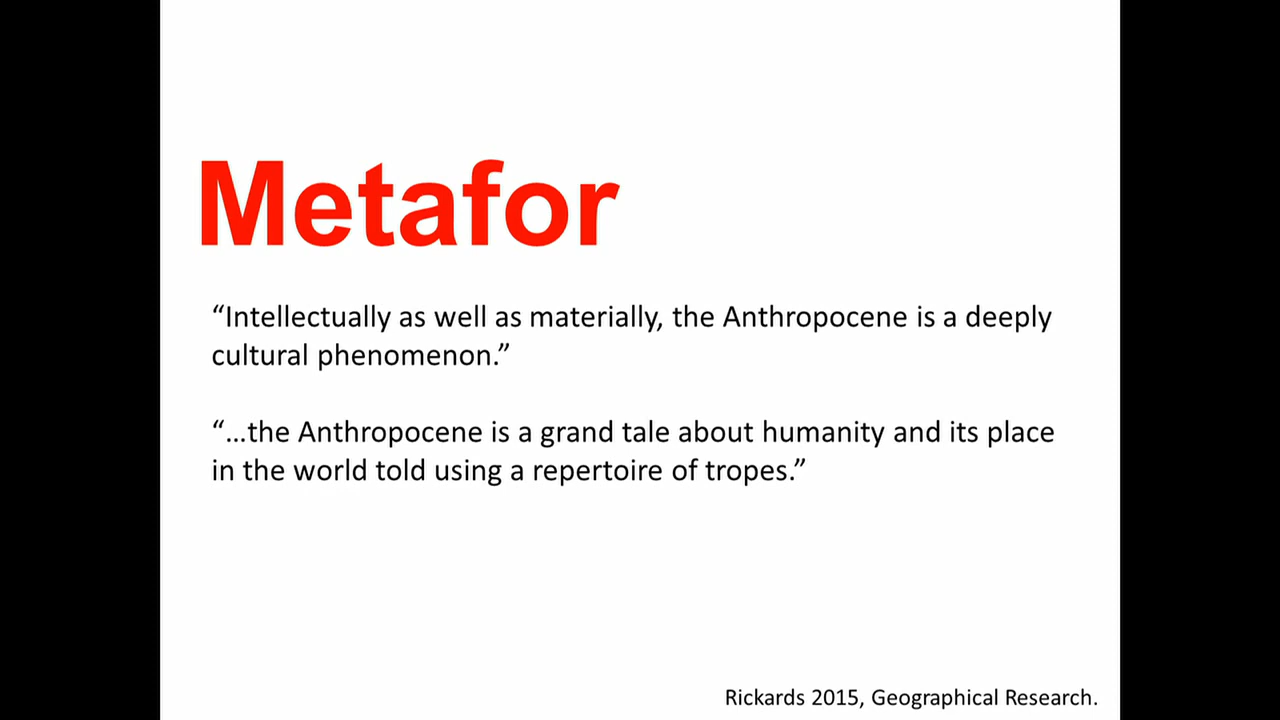 Metafor
“Intellectually as well as materially, the Anthropocene is a deeply
cultural phenomenon.”
“…the Anthropocene is a grand tale about humanity and its place
in the world told using a repertoire of tropes.”
Rickards 2015, Geographical Research.